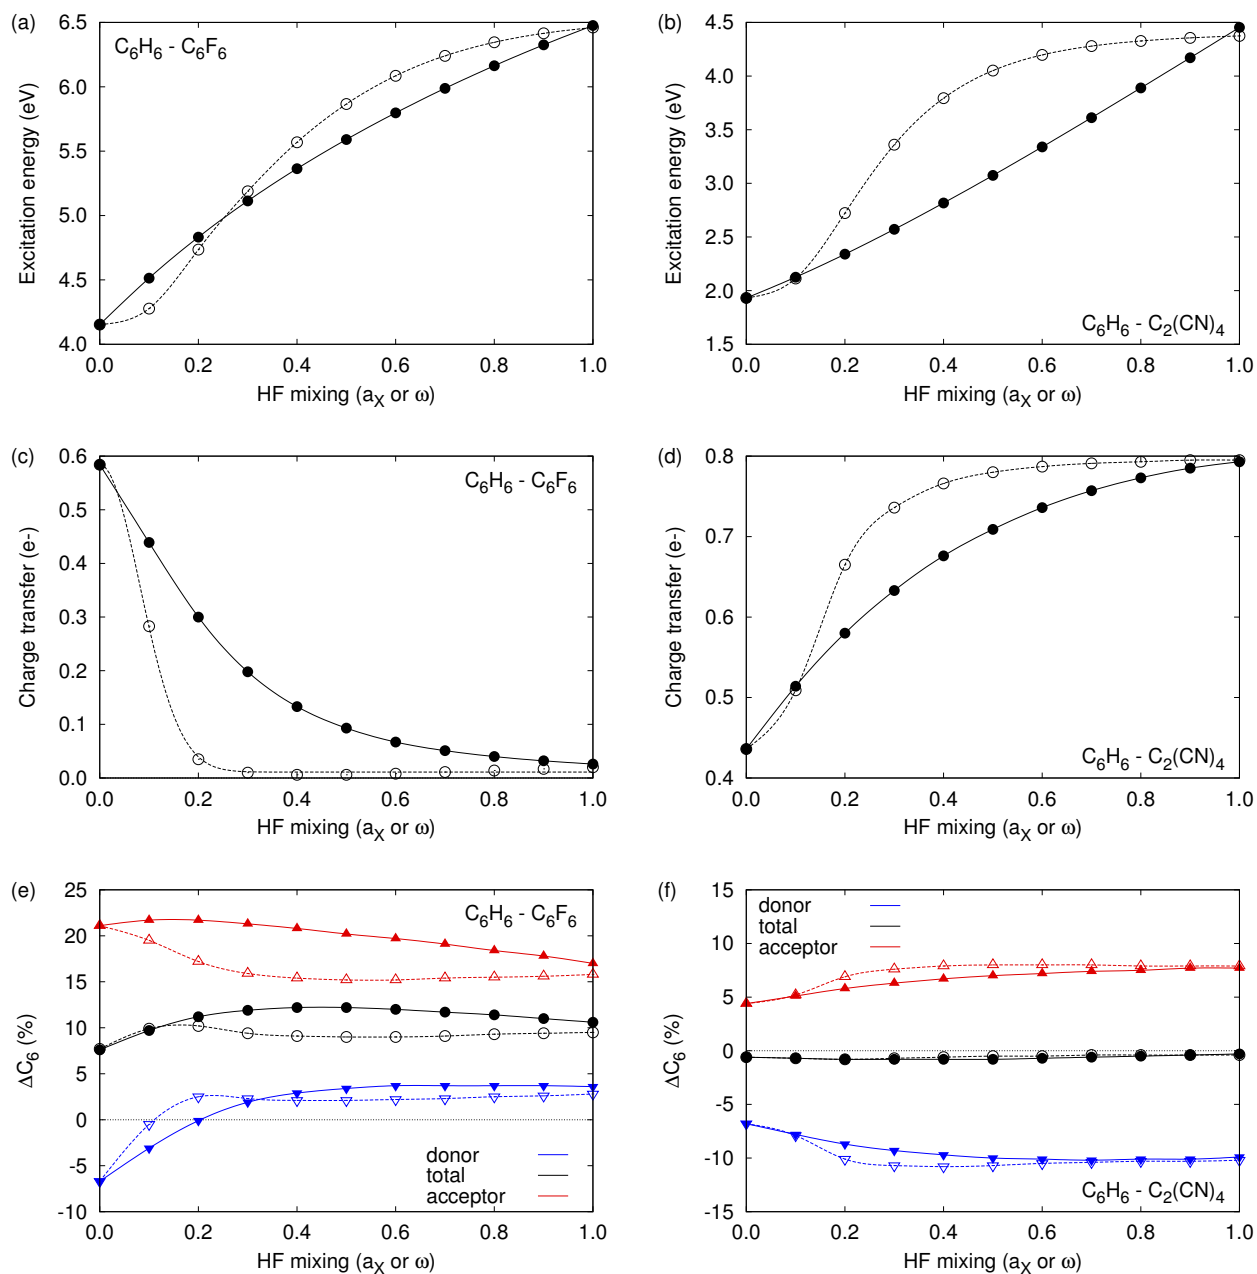 (a)
6.5
6.0
5.5
5.0
4.5
4.0
Excitation energy (eV)
C6H6 - C6F6
0.0 0.2 0.4 0.6 0.8 1.0
HF mixing (aX or ω)
(b)
4.5
4.0
3.5
3.0
2.5
2.0
1.5
Excitation energy (eV)
C6H6 - C2(CN)4
0.0 0.2 0.4 0.6 0.8 1.0
HF mixing (aX or ω)
(c)
0.6
0.5
0.4
0.3
0.2
0.1
0.0
Charge transfer (e-)
C6H6 - C6F6
0.0 0.2 0.4 0.6 0.8 1.0
HF mixing (aX or ω)
(d)
0.8
0.7
0.6
0.5
0.4
Charge transfer (e-)
C6H6 - C2(CN)4
0.0 0.2 0.4 0.6 0.8 1.0
HF mixing (aX or ω)
(e)
25
20
15
10
5
0
-5
-10
ΔC6 (%)
C6H6 - C6F6
donor
total
acceptor
0.0 0.2 0.4 0.6 0.8 1.0
HF mixing (aX or ω)
(f)
15
10
5
0
-5
-10
-15
ΔC6 (%)
donor
total
acceptor
C6H6 - C2(CN)4
0.0 0.2 0.4 0.6 0.8 1.0
HF mixing (aX or ω)